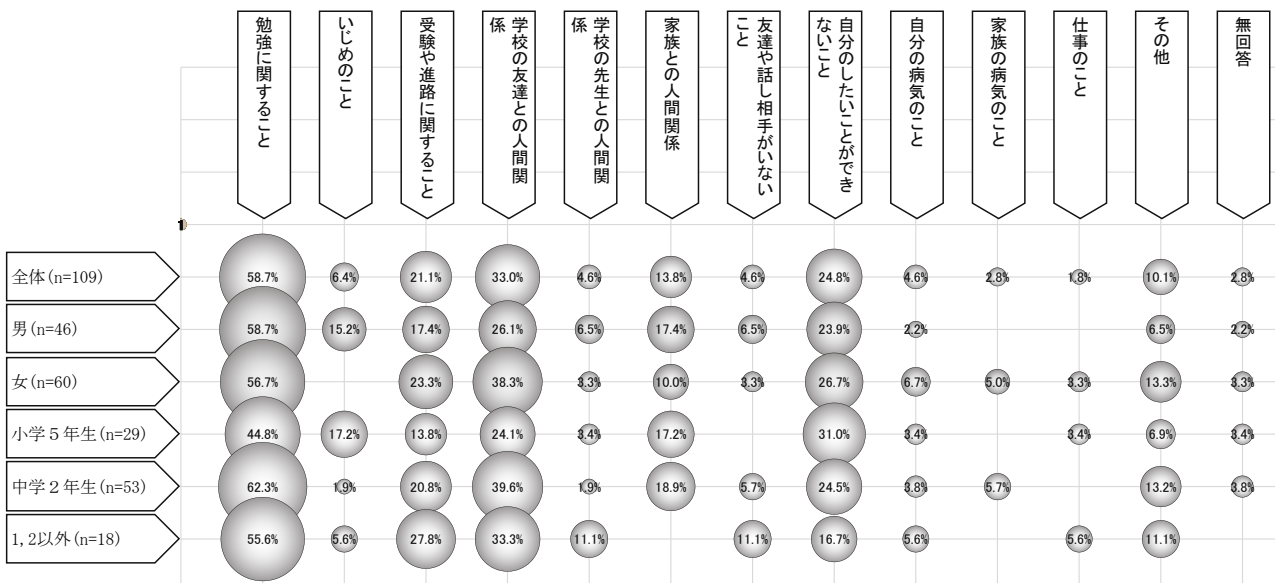 勉強に関すること
いじめのこと
受験や進路に関すること
学校の友達との人間関
係
学校の先生との人間関
係
家族との人間関係
友達や話し相手がいない
こと
自分のしたいことができ
ないこと
自分の病気のこと
家族の病気のこと
仕事のこと
その他
無回答
1
全体(n=109)
58.7% 6.4% 21.1% 33.0% 4.6% 13.8% 4.6% 24.8% 4.6% 2.8% 1.8% 10.1% 2.8%
男(n=46)
58.7% 15.2% 17.4% 26.1% 6.5% 17.4% 6.5% 23.9% 2.2% 6.5% 2.2%
女(n=60)
56.7% 23.3% 38.3% 3.3% 10.0% 3.3% 26.7% 6.7% 5.0% 3.3% 13.3% 3.3%
小学5年生(n=29)
44.8% 17.2% 13.8% 24.1% 3.4% 17.2% 31.0% 3.4% 3.4% 6.9% 3.4%
中学2年生(n=53)
62.3% 1.9% 20.8% 39.6% 1.9% 18.9% 5.7% 24.5% 3.8% 5.7% 13.2% 3.8%
1,2以外(n=18)
55.6% 5.6% 27.8% 33.3% 11.1% 11.1% 16.7% 5.6% 5.6% 11.1%